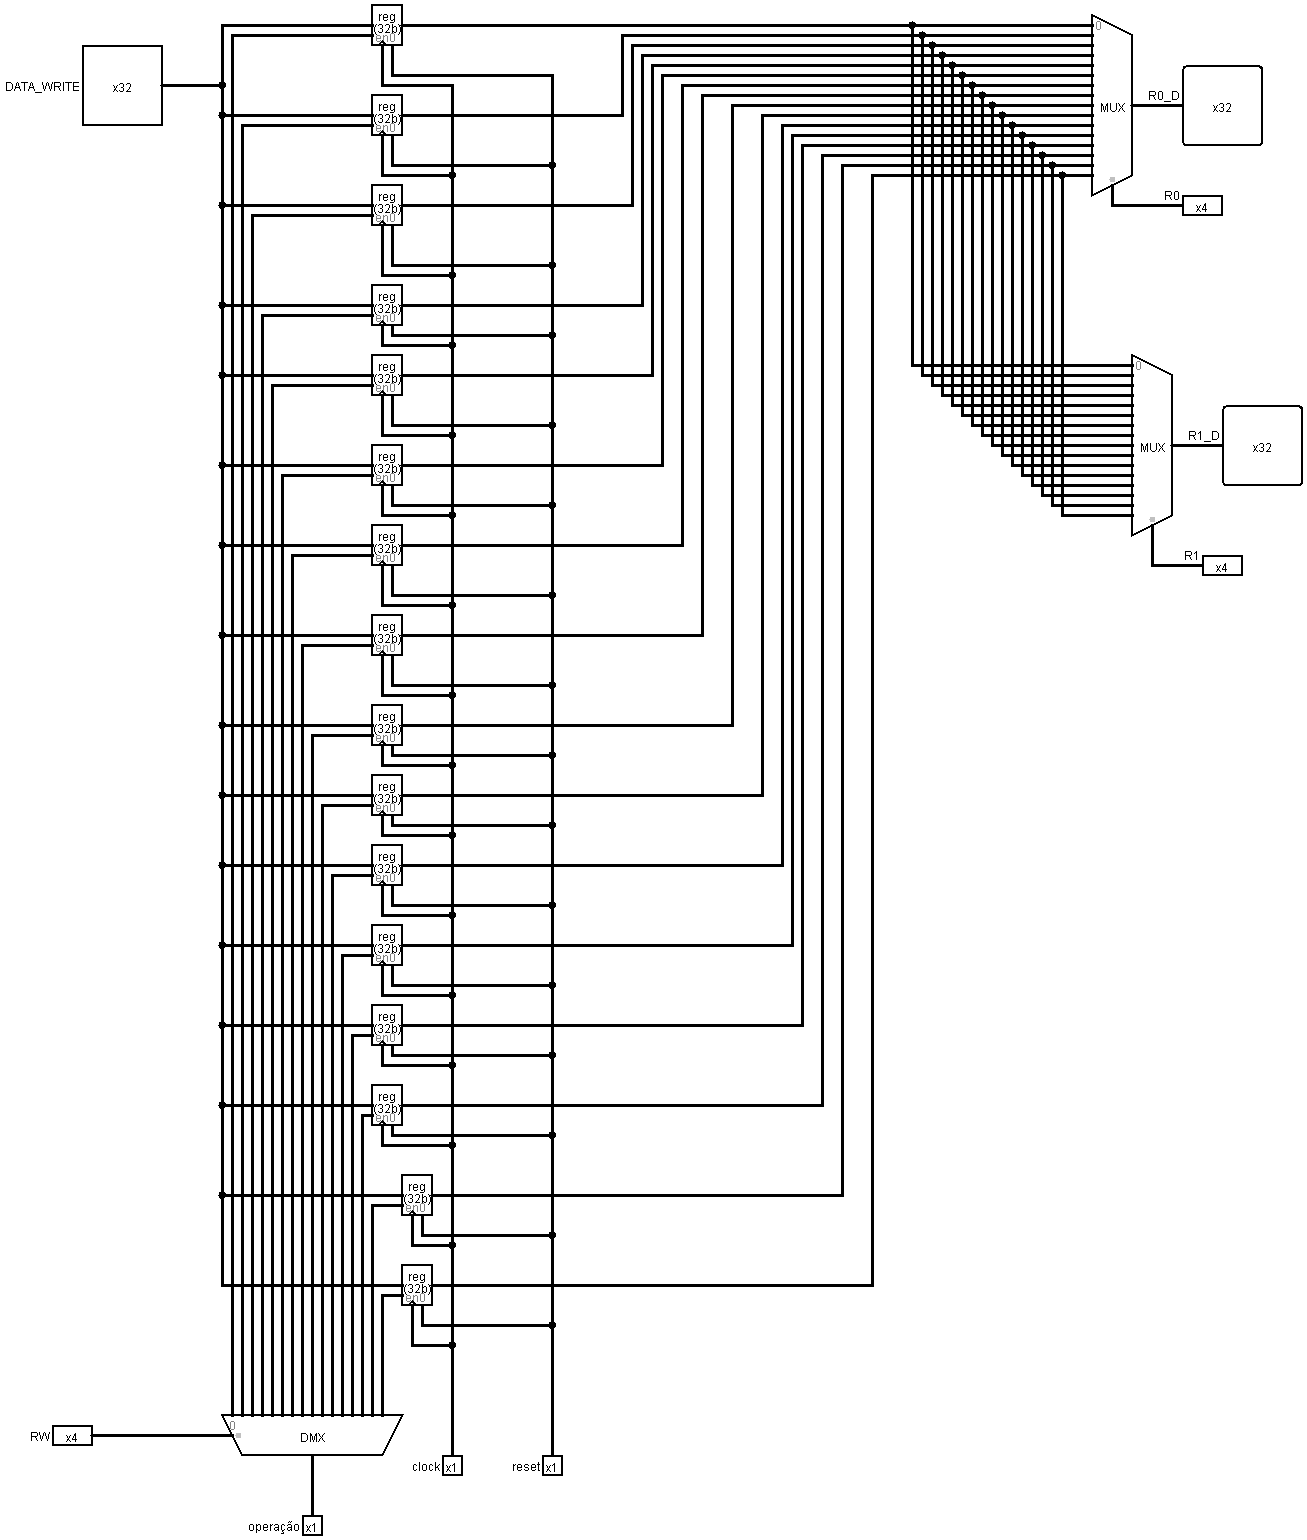 reg
(32b)
en0
0
DATA_WRITE
x32
R0_D
x32
MUX
reg
(32b)
en0
reg
(32b)
en0
R0
x4
reg
(32b)
en0
reg
(32b)
en0
0
reg
(32b)
en0
MUX
R1_D
x32
reg
(32b)
en0
R1
x4
reg
(32b)
en0
reg
(32b)
en0
reg
(32b)
en0
reg
(32b)
en0
reg
(32b)
en0
reg
(32b)
en0
reg
(32b)
en0
reg
(32b)
en0
reg
(32b)
en0
0
RW
x4
DMX
clock
x1
reset
x1
operação
x1